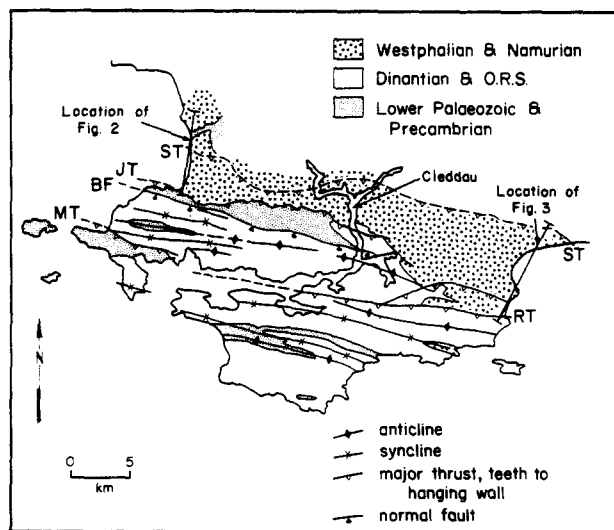 Westphalian & Namurian
Dinantian & O.R.S.
Lower Palaeozoic &
Precambrian
Location of
Fig. 2
ST
JT
BF
MT
Cleddau
Location of
Fig. 3
ST
RT
N
anticline
syncline
major thrust, teeth to
hanging wall
normal fault
0
5
km